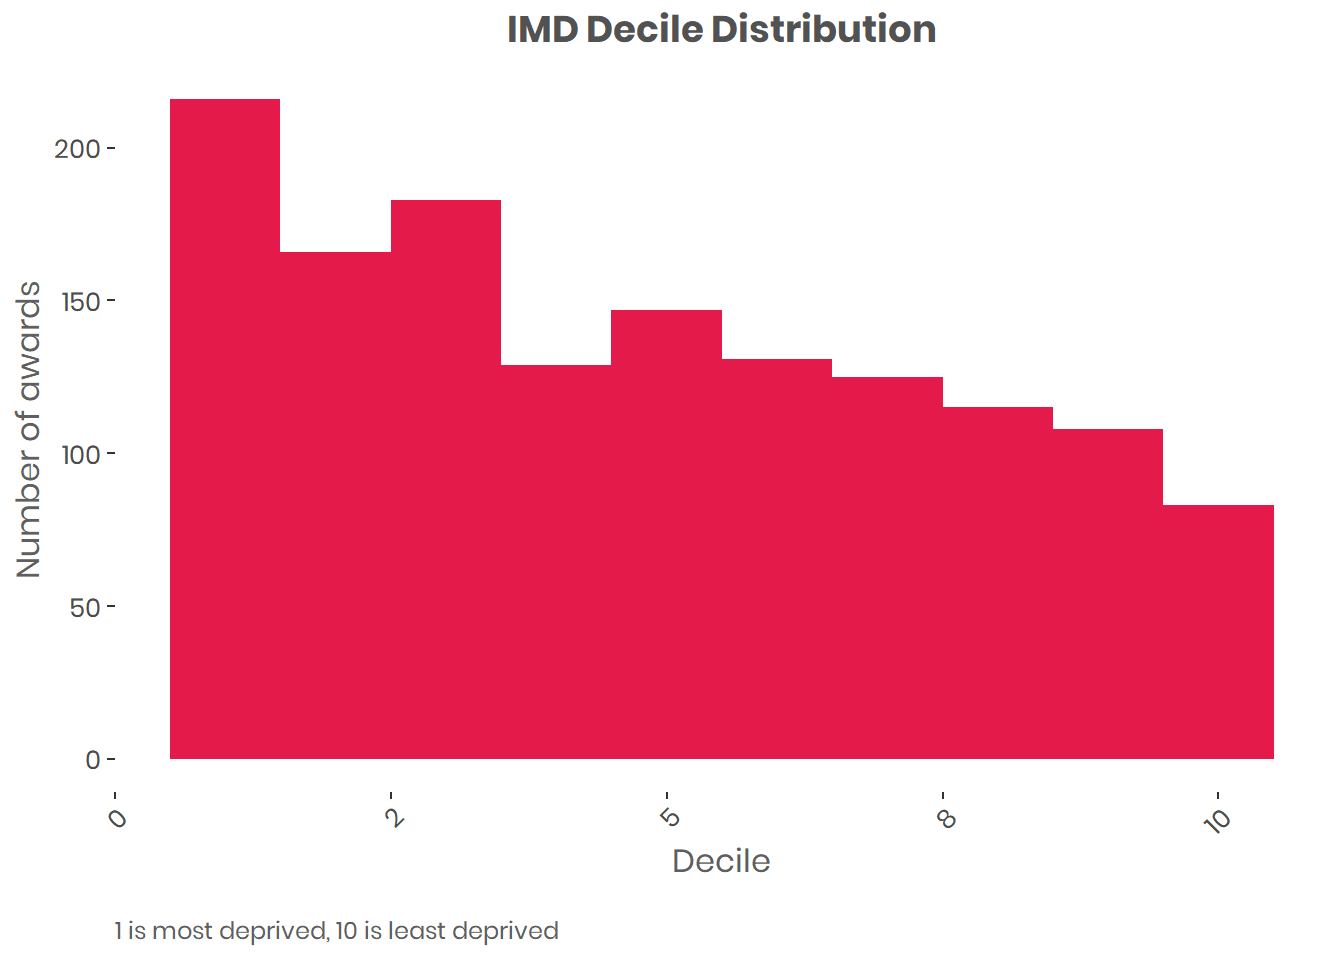 IMD Decile Distribution
200
150
100
50
0
Number of awards
0
2
5
8
10
Decile
1 is most deprived, 10 is least deprived